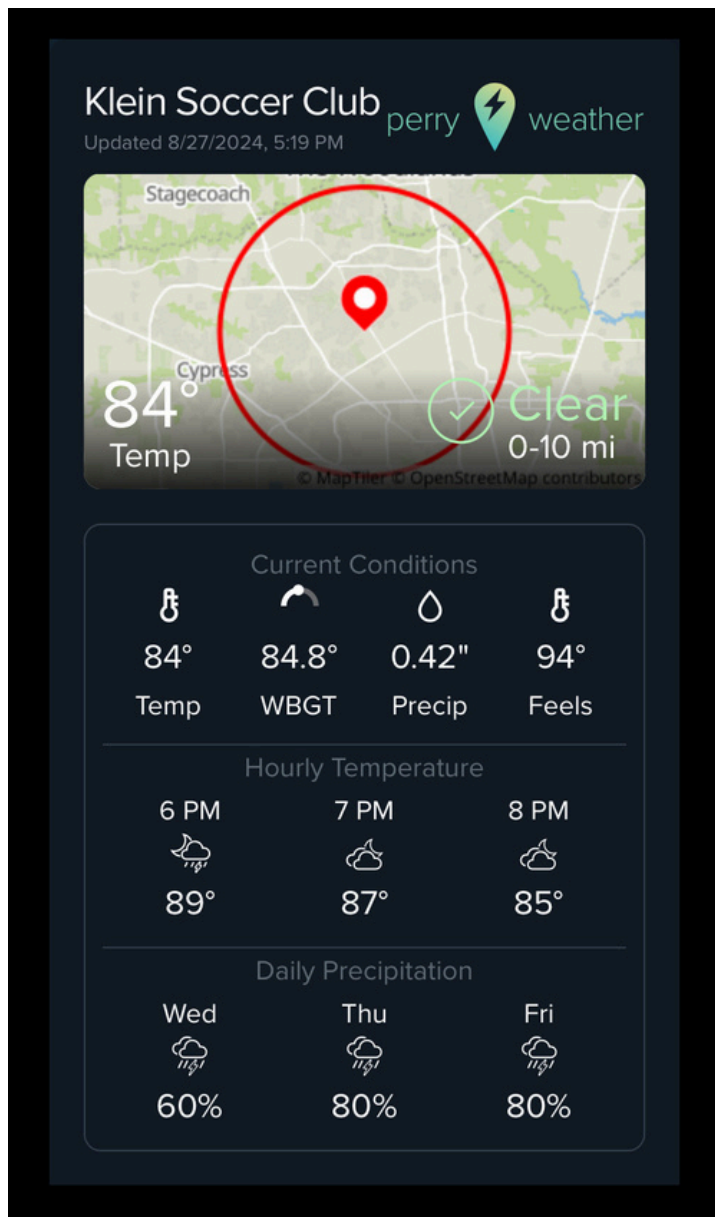 Klein Soccer Club
perry weather
Updated 8/27/2024, 5:19 PM
Stagecoach
Cypress
84°
Temp
Clear
0-10 mi
© MapTiler © OpenStreetMap contributors
Current Conditions
84° 84.8° 0.42" 94°
Temp WBGT Precip Feels
Hourly Temperature
6 PM 7 PM 8 PM
89° 87° 85°
Daily Precipitation
Wed Thu Fri
60% 80% 80%